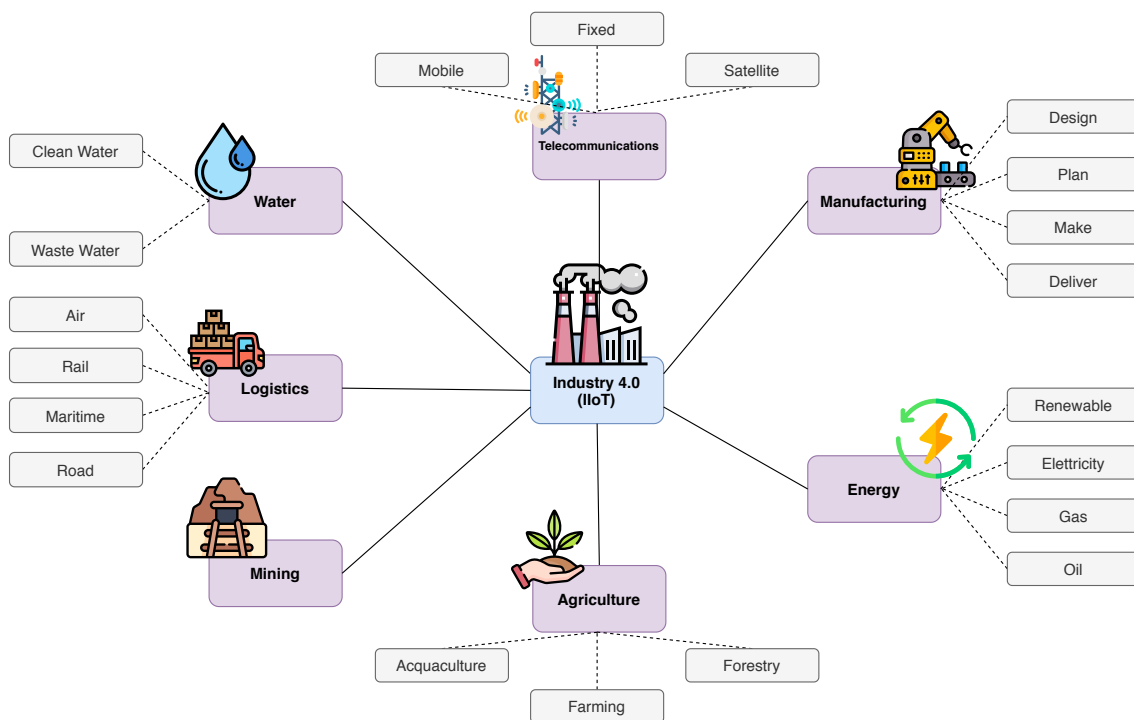 Fixed
Mobile
Satellite
Telecommunications
Design
Plan
Make
Deliver
Manufacturing
Clean Water
Waste Water
Water
Air
Rail
Maritime
Road
Logistics
Industry 4.0
(IIoT)
Renewable
Elettricity
Gas
Oil
Energy
Mining
Agriculture
Acquaculture
Farming
Forestry